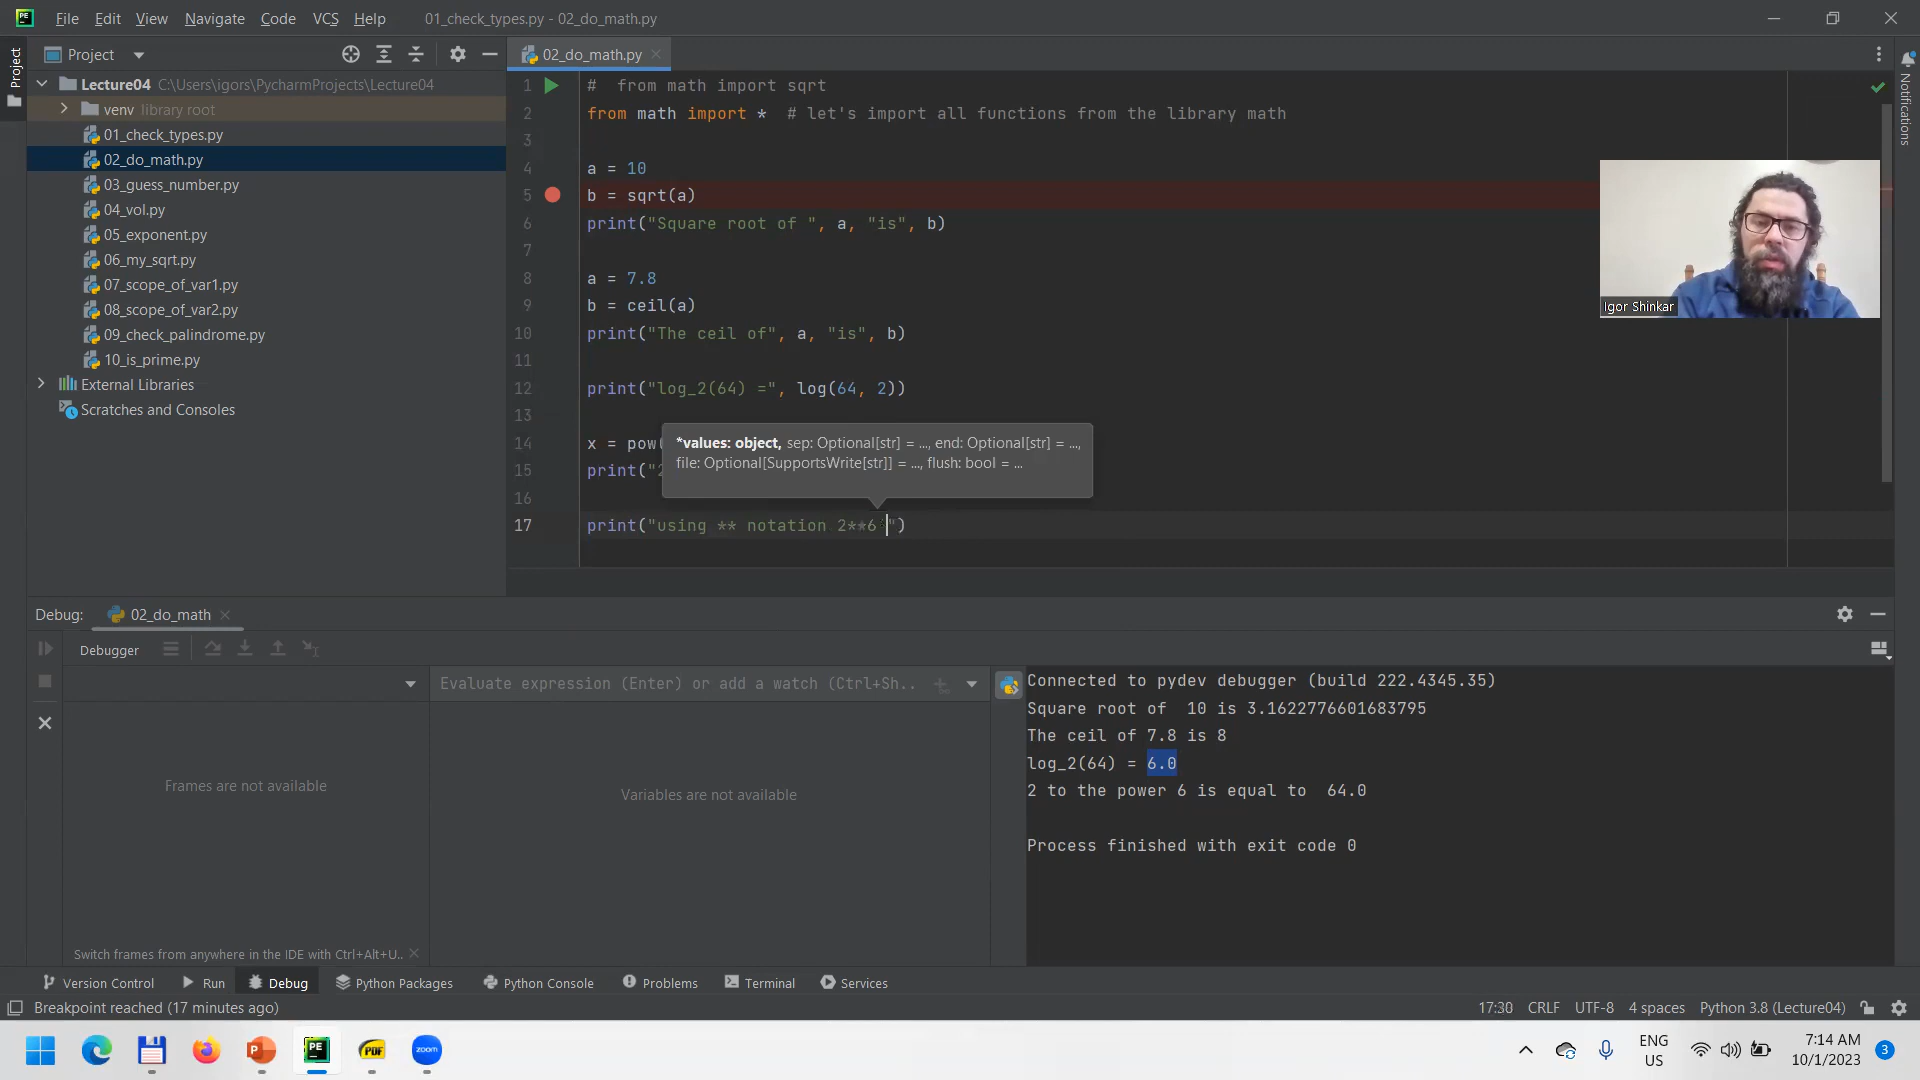 File Edit View Navigate Code VCS Help 01_check_types.py - 02_do_math.py
Project
Project
02_do_math.py
Lecture04 C:\Users\igors\PycharmProjects\Lecture04
venv library root
01_check_types.py
02_do_math.py
03_guess_number.py
04_vol.py
05_exponent.py
06_my_sqrt.py
07_scope_of_var1.py
08_scope_of_var2.py
09_check_palindrome.py
10_is_prime.py
External Libraries
Scratches and Consoles
1 # from math import sqrt
2 from math import * # let's import all functions from the library math
3
4 a = 10
5 b = sqrt(a)
6 print("Square root of ", a, "is", b)
7
8 a = 7.8
9 b = ceil(a)
10 print("The ceil of", a, "is", b)
11
12 print("log_2(64) =", log(64, 2))
13
14 x = pow(
15 print("2
16
17 print("using ** notation 2**6 ")
*values: object, sep: Optional[str] = ..., end: Optional[str] = ...,
file: Optional[SupportsWrite[str]] = ..., flush: bool = ...
Notifications
Igor Shinkar
Debug: 02_do_math
Debugger
Evaluate expression (Enter) or add a watch (Ctrl+Sh..
Frames are not available
Variables are not available
Switch frames from anywhere in the IDE with Ctrl+Alt+U..
Connected to pydev debugger (build 222.4345.35)
Square root of  10 is 3.1622776601683795
The ceil of 7.8 is 8
log_2(64) = 6.0
2 to the power 6 is equal to  64.0
Process finished with exit code 0
Version Control Run Debug Python Packages Python Console Problems Terminal Services
Breakpoint reached (17 minutes ago)
17:30 CRLF UTF-8 4 spaces Python 3.8 (Lecture04)
PDF
zoom
ENG
US
7:14 AM
10/1/2023
3